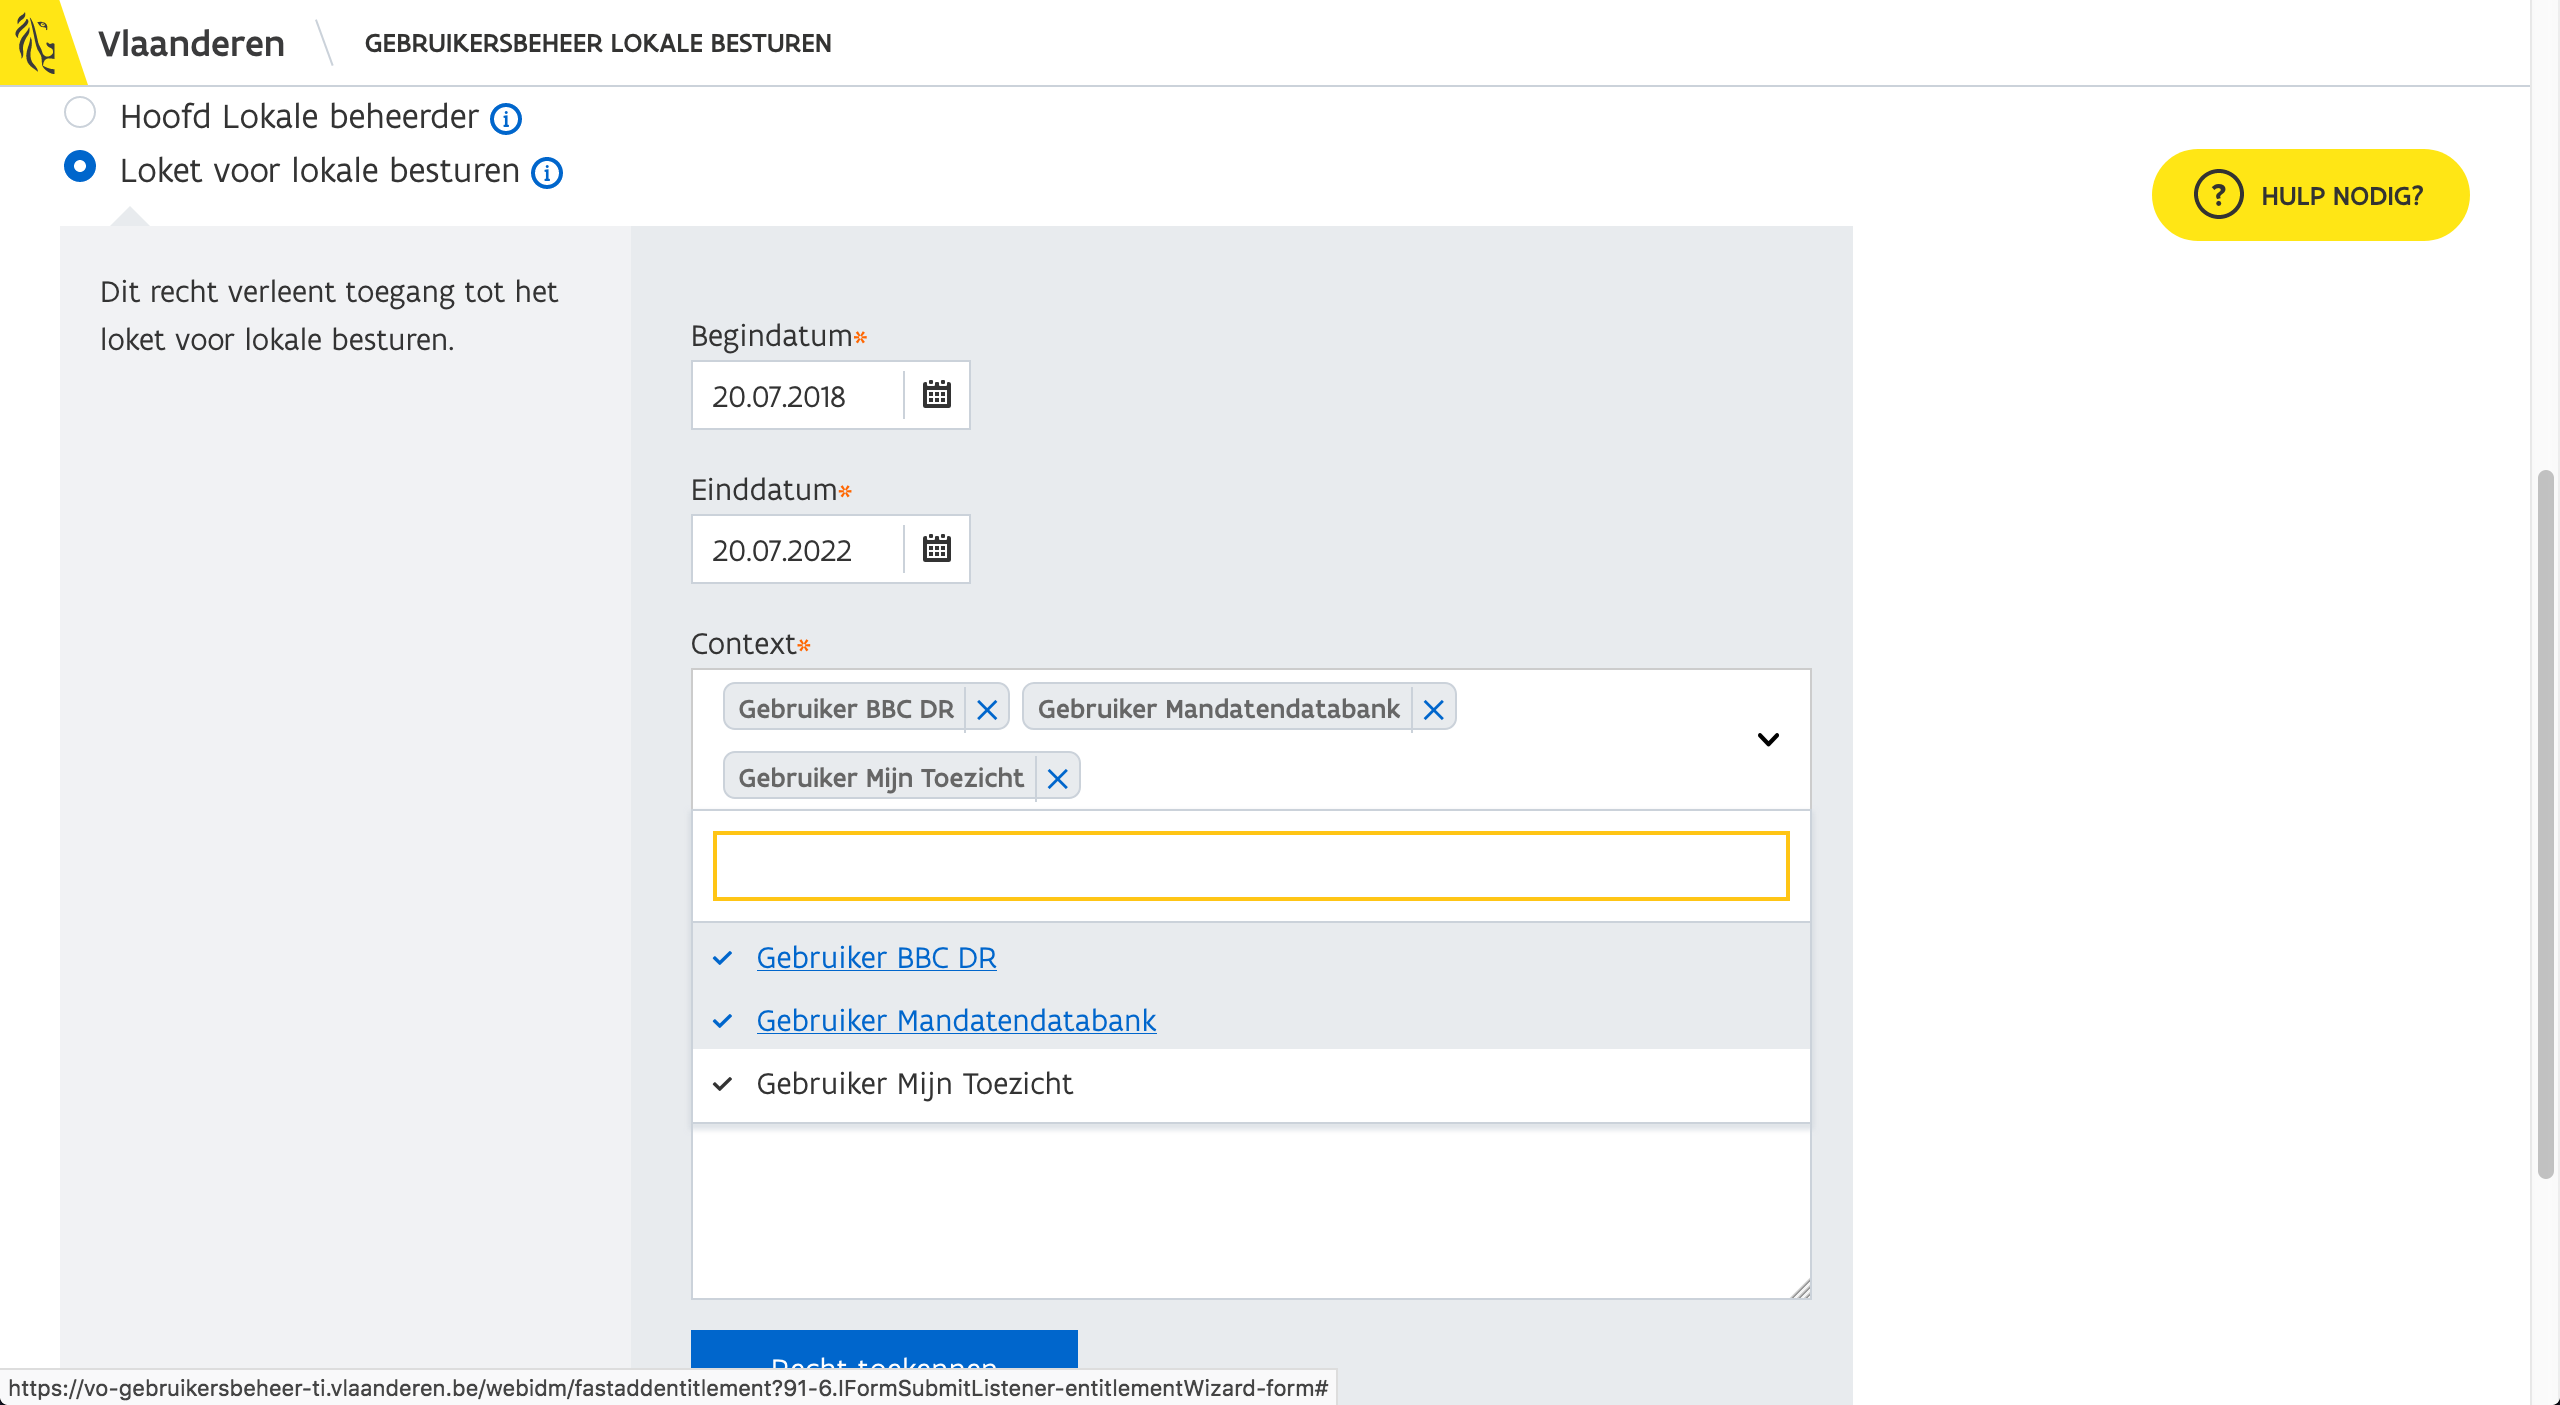 Vlaanderen
GEBRUIKERSBEHEER LOKALE BESTUREN
Hoofd Lokale beheerder i
Loket voor lokale besturen i
? HULP NODIG?
Dit recht verleent toegang tot het
loket voor lokale besturen.
Begindatum*
20.07.2018
Einddatum*
20.07.2022
Context*
Gebruiker BBC DR
Gebruiker Mandatendatabank
Gebruiker Mijn Toezicht
Gebruiker BBC DR
Gebruiker Mandatendatabank
Gebruiker Mijn Toezicht
Recht toekennen
https://vo-gebruikersbeheer-ti.vlaanderen.be/webidm/fastaddentitlement?91-6.IFormSubmitListener-entitlementWizard-form#